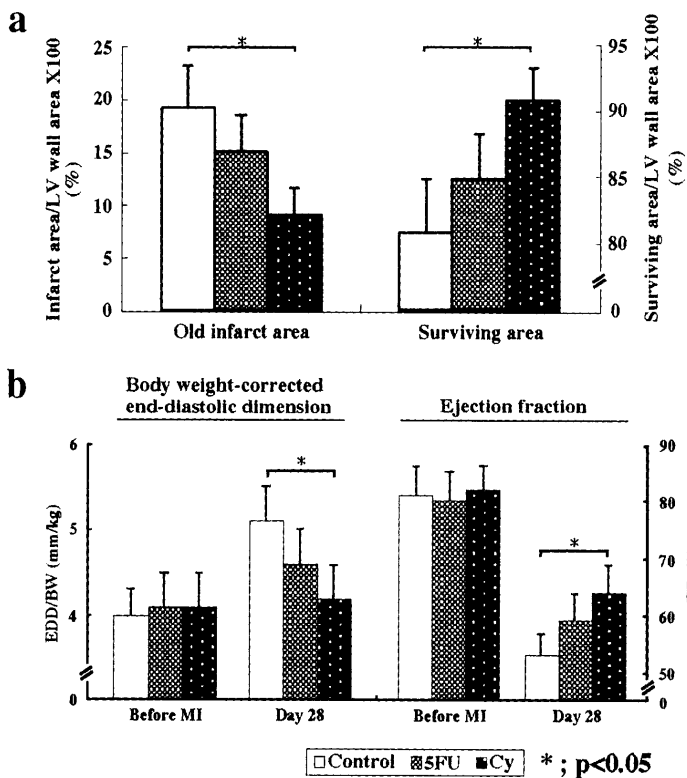 a
*
*
Infarct area/LV wall area X100
(%)
25
20
15
10
5
0
95
90
85
80
0
Surviving area/LV wall area X100
(%)
Old infarct area
Surviving area
b
Body weight-corrected
end-diastolic dimension
Ejection fraction
EDD/BW (mm/kg)
6
5
4
0
*
*
90
80
70
60
50
0
Before MI
Day 28
Before MI
Day 28
Control
5FU
Cy
* ; p<0.05